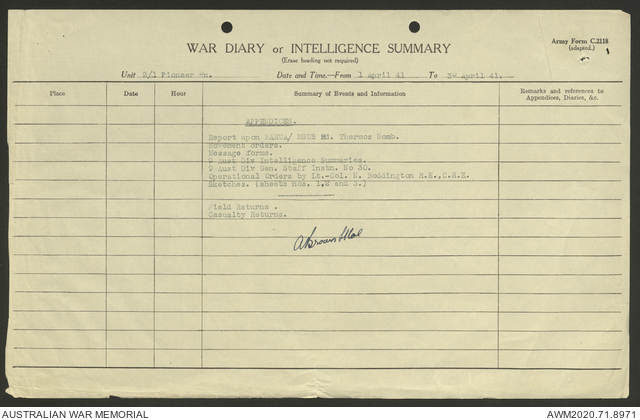 Army Form C.2118
(adapted.)
WAR DIARY or INTELLIGENCE SUMMARY
(Erase heading not required)
Unit 2/1 Pioneer Bn. Date and Time.—From 1 April 41 To 30 April 41.
Place Date Hour Summary of Events and Information Remarks and references to Appendices, Diaries, &c.
APPENDICES.
Report upon Thermos Bomb.
Movement orders.
Message forms.
9 Aust Div Intelligence Summaries.
9 Aust Div Gen. Staff Instn. No 30.
Operational Orders by Lt.-Col. N. Boddington
Sketches. (sheets nos. 1,2 and 3.)
Field Returns .
Casualty Returns.
AUSTRALIAN WAR MEMORIAL
AWM2020.71.8971